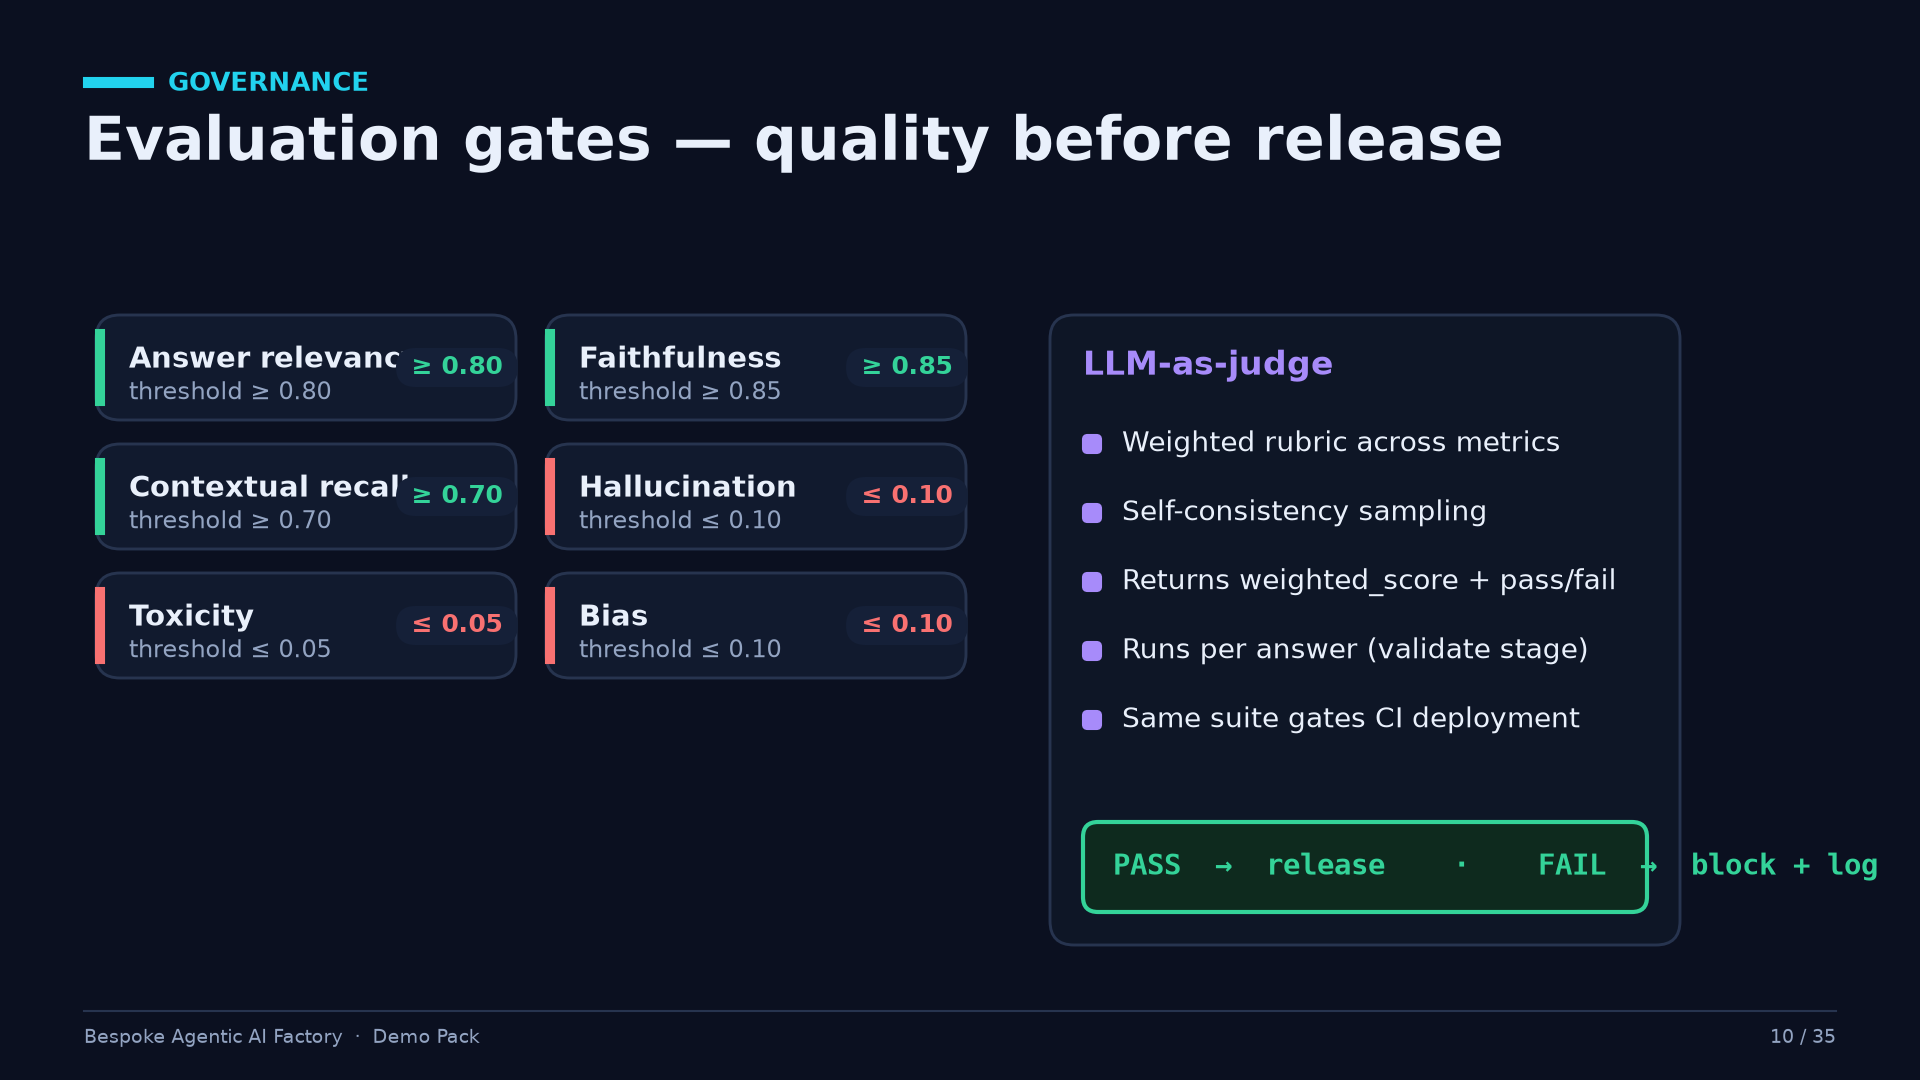 GOVERNANCE
Evaluation gates — quality before release
Answer relevanc ≥ 0.80
threshold ≥ 0.80
Faithfulness ≥ 0.85
threshold ≥ 0.85
Contextual recall ≥ 0.70
threshold ≥ 0.70
Hallucination ≤ 0.10
threshold ≤ 0.10
Toxicity ≤ 0.05
threshold ≤ 0.05
Bias ≤ 0.10
threshold ≤ 0.10
LLM-as-judge
Weighted rubric across metrics
Self-consistency sampling
Returns weighted_score + pass/fail
Runs per answer (validate stage)
Same suite gates CI deployment
PASS → release · FAIL → block + log
Bespoke Agentic AI Factory · Demo Pack
10 / 35